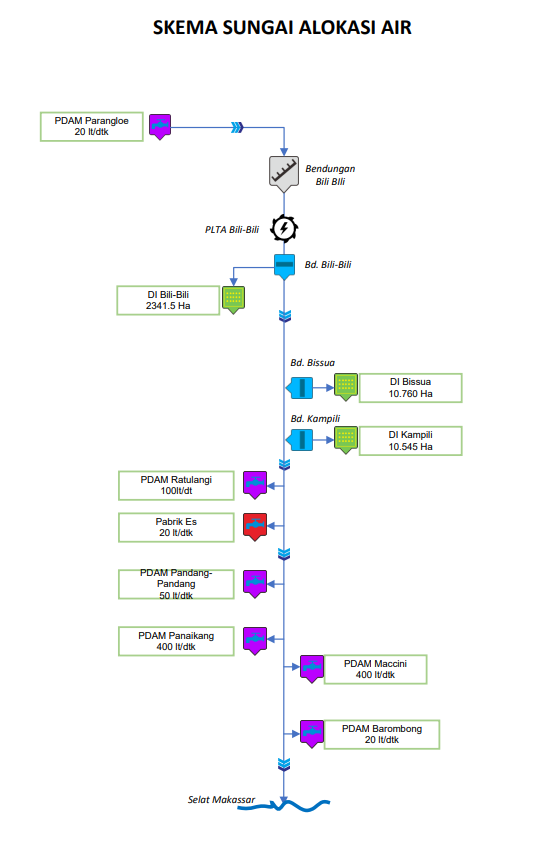 SKEMA SUNGAI ALOKASI AIR
PDAM Parangloe
20 lt/dtk
Bendungan
Bili BIli
PLTA Bili-Bili
Bd. Bili-Bili
DI Bili-Bili
2341.5 Ha
Bd. Bissua
DI Bissua
10.760 Ha
Bd. Kampili
DI Kampili
10.545 Ha
PDAM Ratulangi
100lt/dt
Pabrik Es
20 lt/dtk
PDAM Pandang-
Pandang
50 lt/dtk
PDAM Panaikang
400 lt/dtk
PDAM Maccini
400 lt/dtk
PDAM Barombong
20 lt/dtk
Selat Makassar